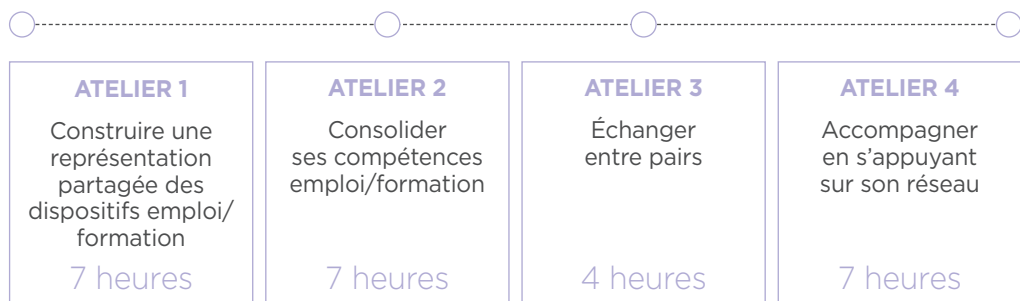 ATELIER 1
Construire une
représentation
partagée des
dispositifs emploi/
formation
7 heures
ATELIER 2
Consolider
ses compétences
emploi/formation
7 heures
ATELIER 3
Échanger
entre pairs
4 heures
ATELIER 4
Accompagner
en s’appuyant
sur son réseau
7 heures